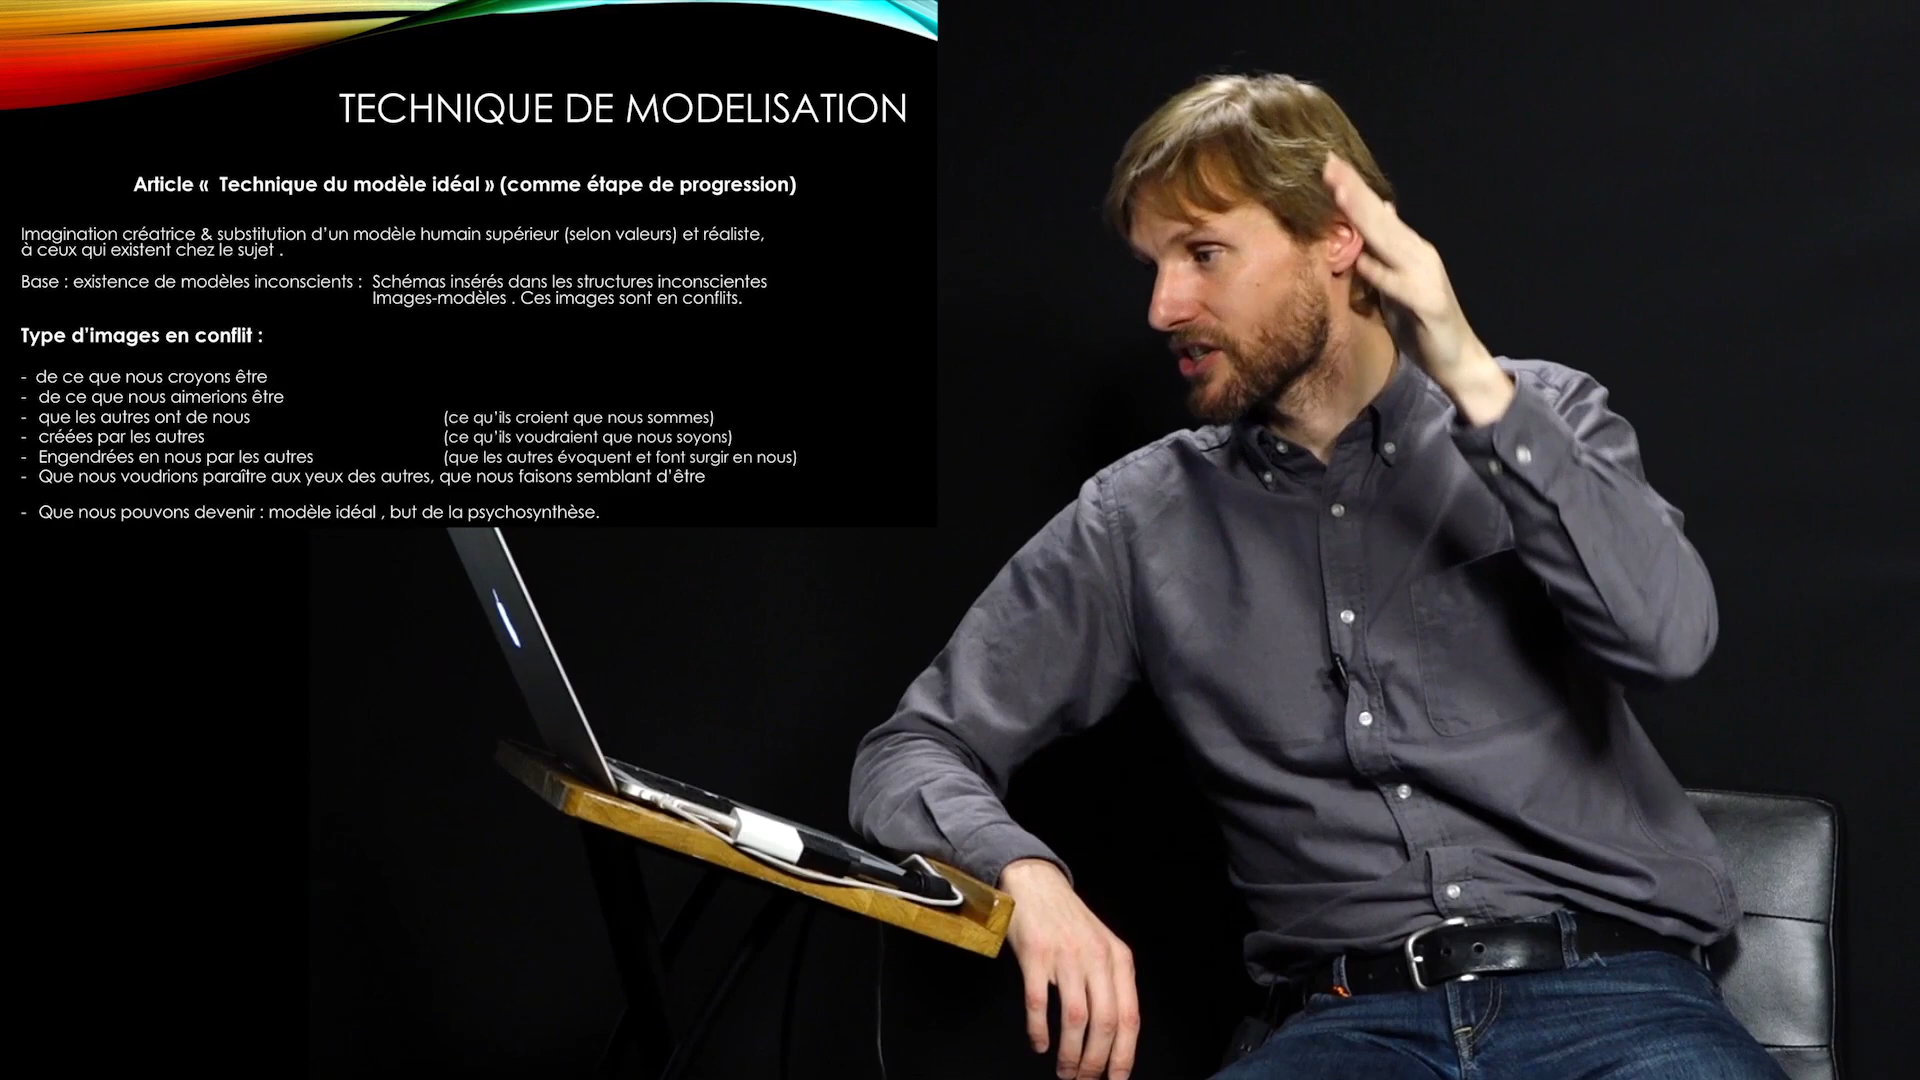 TECHNIQUE DE MODELISATION
Article «  Technique du modèle idéal » (comme étape de progression)
Imagination créatrice & substitution d’un modèle humain supérieur (selon valeurs) et réaliste,
à ceux qui existent chez le sujet .
Base : existence de modèles inconscients :  Schémas insérés dans les structures inconscientes
Images-modèles . Ces images sont en conflits.
Type d’images en conflit :
- de ce que nous croyons être
- de ce que nous aimerions être
- que les autres ont de nous (ce qu’ils croient que nous sommes)
- créées par les autres (ce qu’ils voudraient que nous soyons)
- Engendrées en nous par les autres (que les autres évoquent et font surgir en nous)
- Que nous voudrions paraître aux yeux des autres, que nous faisons semblant d’être
- Que nous pouvons devenir : modèle idéal , but de la psychosynthèse.